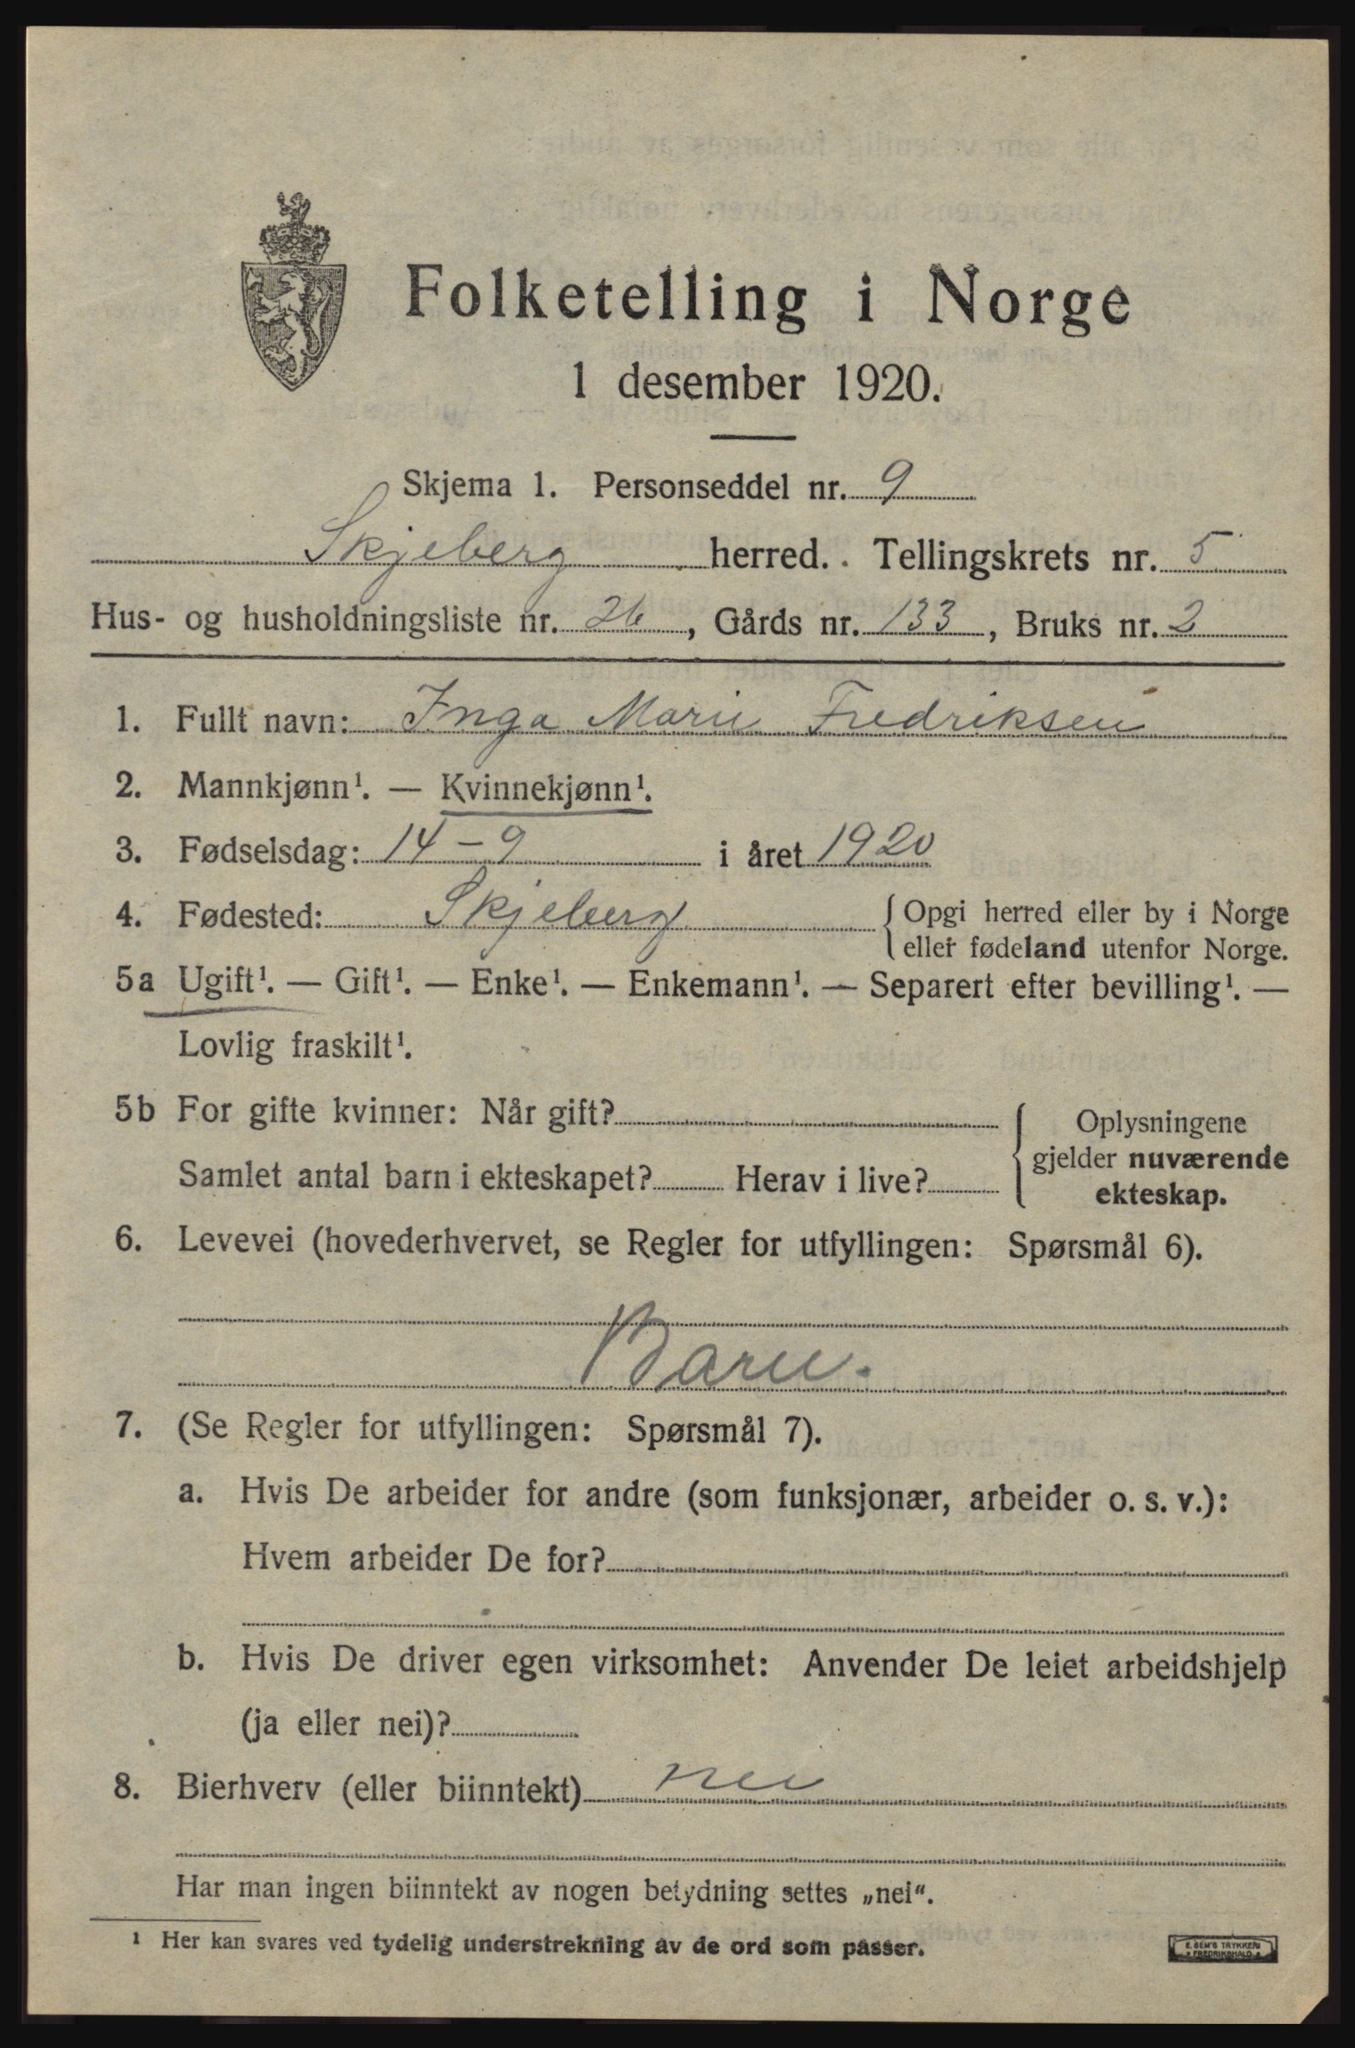 Folketelling i Norge
1 desember 1920.
Skjema 1. Personseddel nr. 9
Skjeberg herred. Tellingskrets nr. 5
Hus- og husholdningsliste nr. 26, Gårds nr. 133, Bruks nr. 2
1. Fullt navn: Inga Marie Fredriksen
2. Mannkjønn¹. — Kvinnekjønn¹.
3. Fødselsdag: 14-9 i året 1920
4. Fødested: Skjeberg { Opgi herred eller by i Norge
eller fødeland utenfor Norge.
5a Ugift¹. — Gift¹. — Enke¹. — Enkemann¹. — Separert efter bevilling¹. —
Lovlig fraskilt¹.
5b For gifte kvinner: Når gift? { Oplysningene
gjelder nuværende
Samlet antal barn i ekteskapet? Herav i live?
ekteskap.
6. Levevei (hovederhvervet, se Regler for utfyllingen: Spørsmål 6).
Barn.
7. (Se Regler for utfyllingen: Spørsmål 7).
a. Hvis De arbeider for andre (som funksjonær, arbeider o. s. v.):
Hvem arbeider De for?
b. Hvis De driver egen virksomhet: Anvender De leiet arbeidshjelp
(ja eller nei)?
8. Bierhverv (eller biinntekt) nei
Har man ingen biinntekt av nogen betydning settes „nei“.
¹ Her kan svares ved tydelig understrekning av de ord som passer.
E. SEM'S TRYKKERI
FREDRIKSHALD